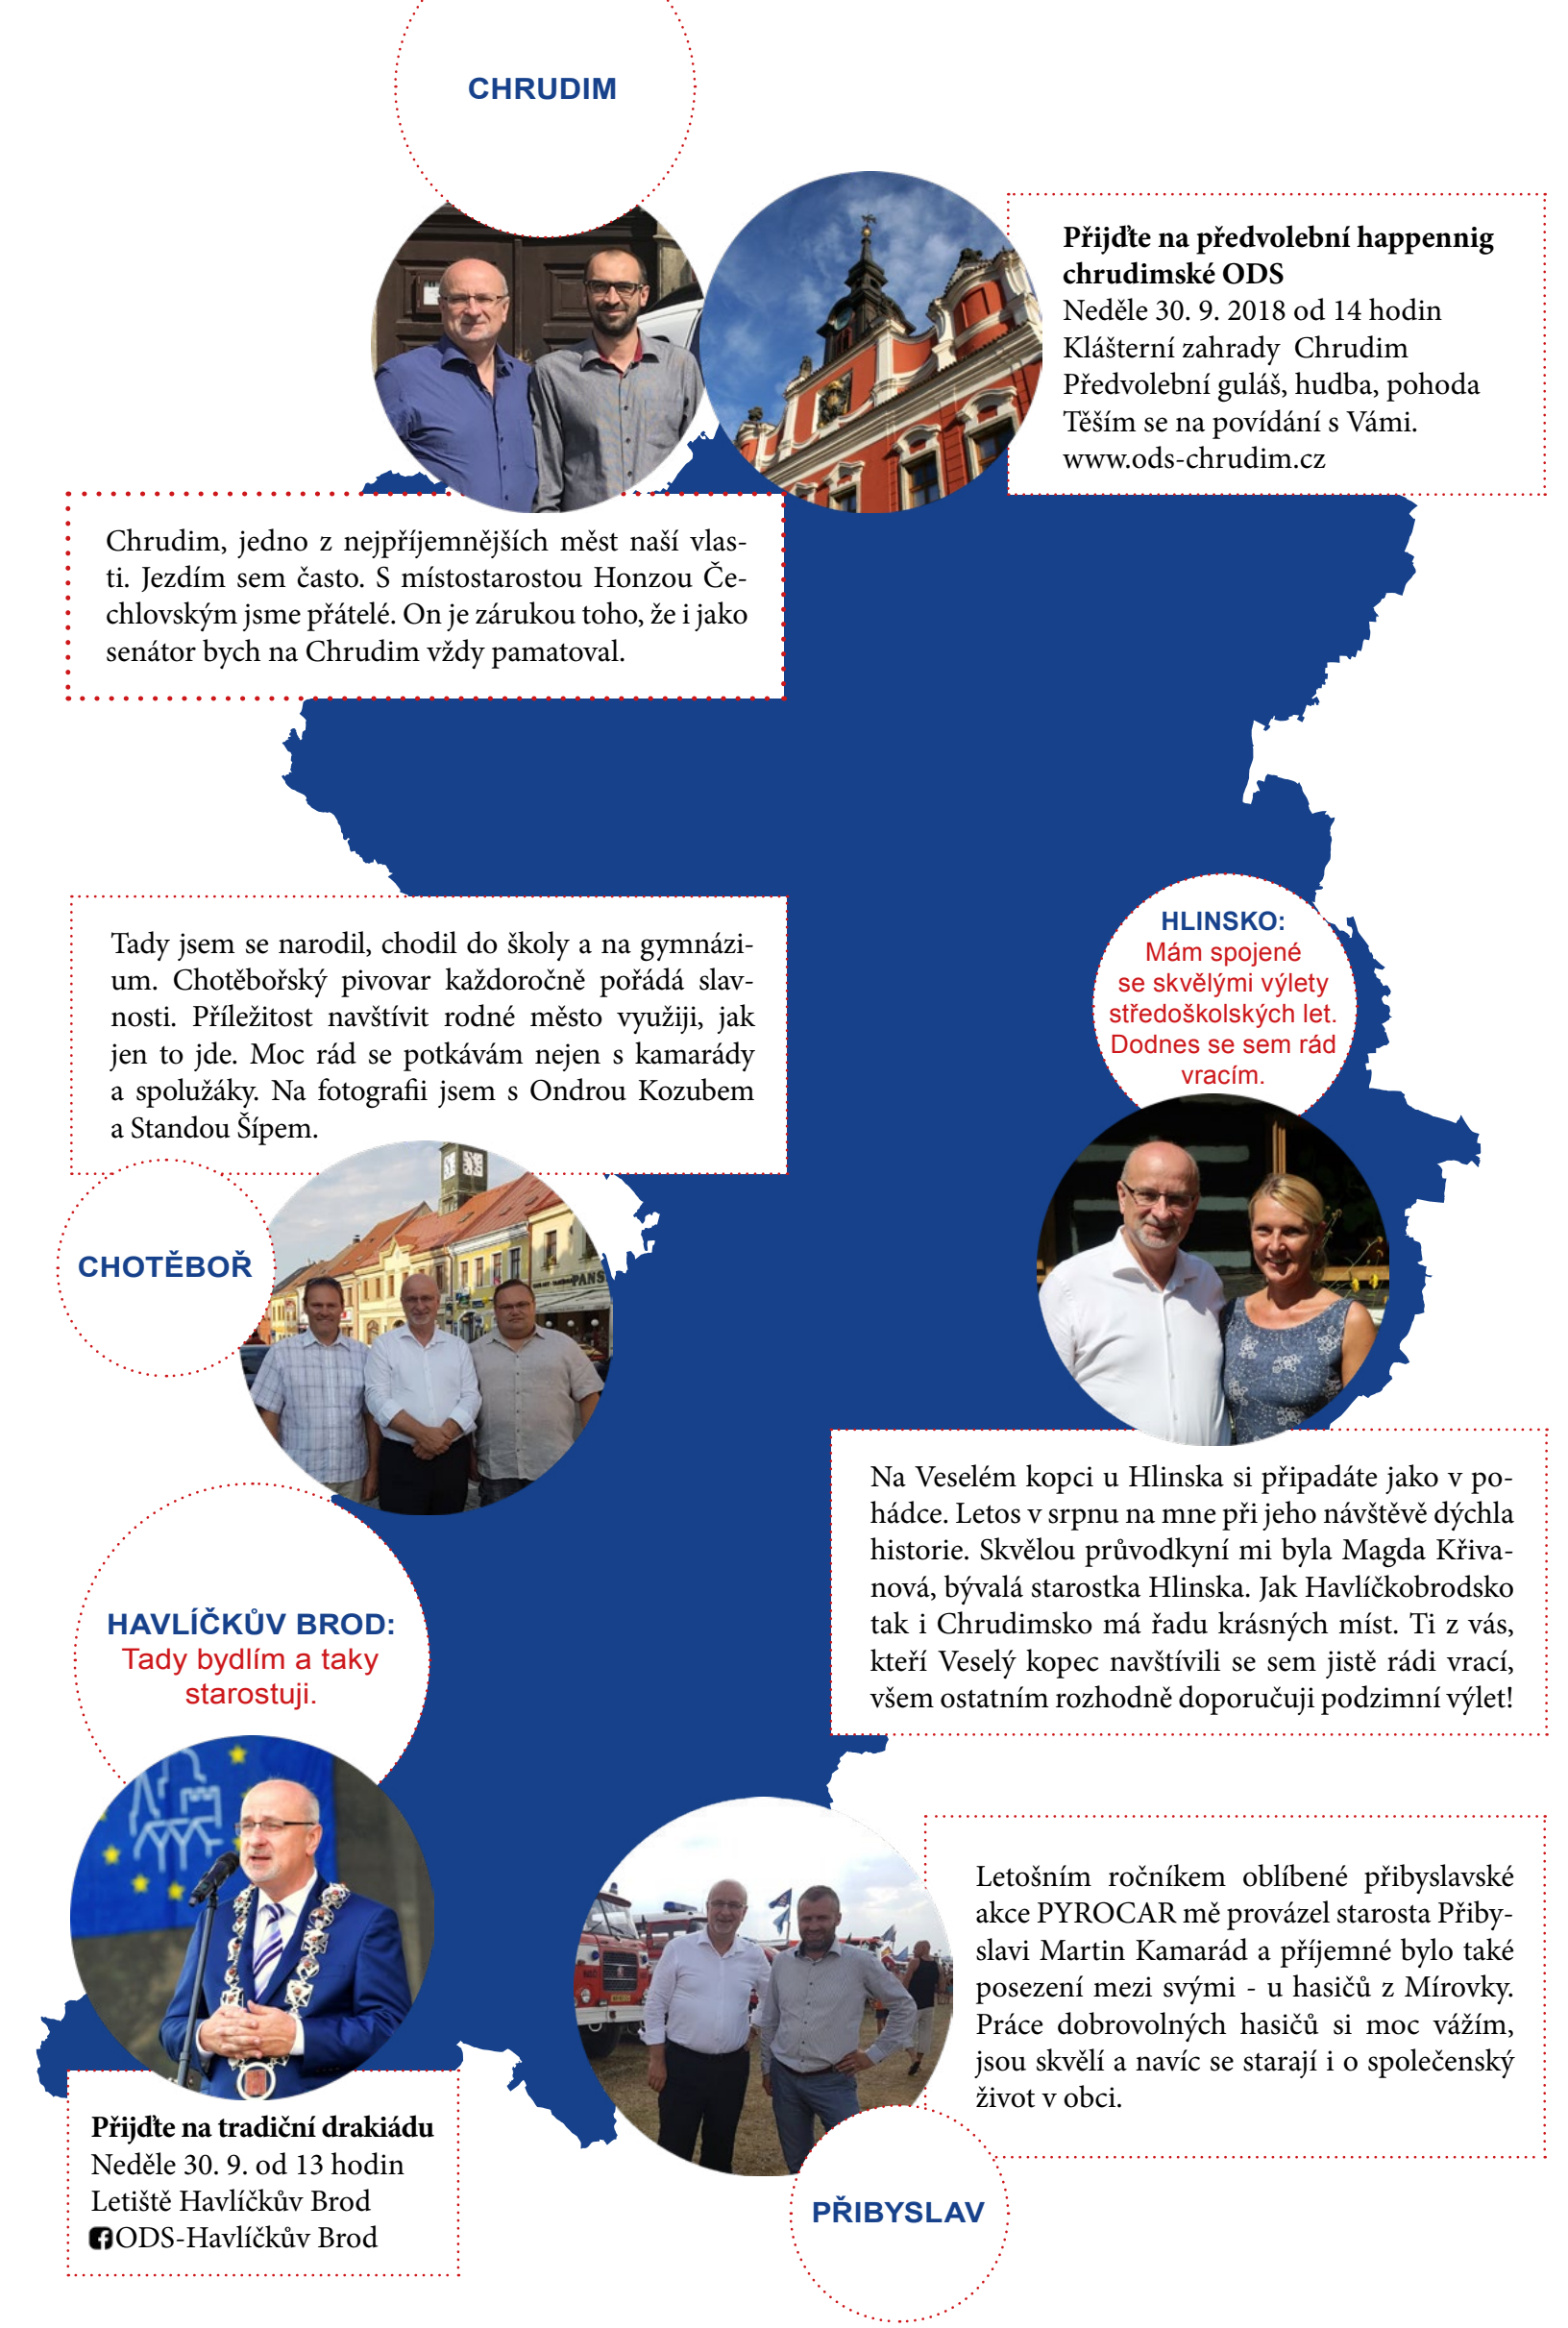 CHRUDIM
Přijďte na předvolební happennig
chrudimské ODS
Neděle 30. 9. 2018 od 14 hodin
Klášterní zahrady  Chrudim
Předvolební guláš, hudba, pohoda
Těším se na povídání s Vámi.
www.ods-chrudim.cz
Chrudim, jedno z nejpříjemnějších měst naší vlas-
ti. Jezdím sem často. S místostarostou Honzou Če-
chlovským jsme přátelé. On je zárukou toho, že i jako
senátor bych na Chrudim vždy pamatoval.
Tady jsem se narodil, chodil do školy a na gymnázi-
um. Chotěbořský pivovar každoročně pořádá slav-
nosti. Příležitost navštívit rodné město využiji, jak
jen to jde. Moc rád se potkávám nejen s kamarády
a spolužáky. Na fotografii jsem s Ondrou Kozubem
a Standou Šípem.
CHOTĚBOŘ
PANS
HLINSKO:
Mám spojené
se skvělými výlety
středoškolských let.
Dodnes se sem rád
vracím.
Na Veselém kopci u Hlinska si připadáte jako v po-
hádce. Letos v srpnu na mne při jeho návštěvě dýchla
historie. Skvělou průvodkyní mi byla Magda Křiva-
nová, bývalá starostka Hlinska. Jak Havlíčkobrodsko
tak i Chrudimsko má řadu krásných míst. Ti z vás,
kteří Veselý kopec navštívili se sem jistě rádi vrací,
všem ostatním rozhodně doporučuji podzimní výlet!
HAVLÍČKŮV BROD:
Tady bydlím a taky
starostuji.
Přijďte na tradiční drakiádu
Neděle 30. 9. od 13 hodin
Letiště Havlíčkův Brod
ODS-Havlíčkův Brod
Letošním ročníkem oblíbené přibyslavské
akce PYROCAR mě provázel starosta Přiby-
slavi Martin Kamarád a příjemné bylo také
posezení mezi svými - u hasičů z Mírovky.
Práce dobrovolných hasičů si moc vážím,
jsou skvělí a navíc se starají i o společenský
život v obci.
PŘIBYSLAV